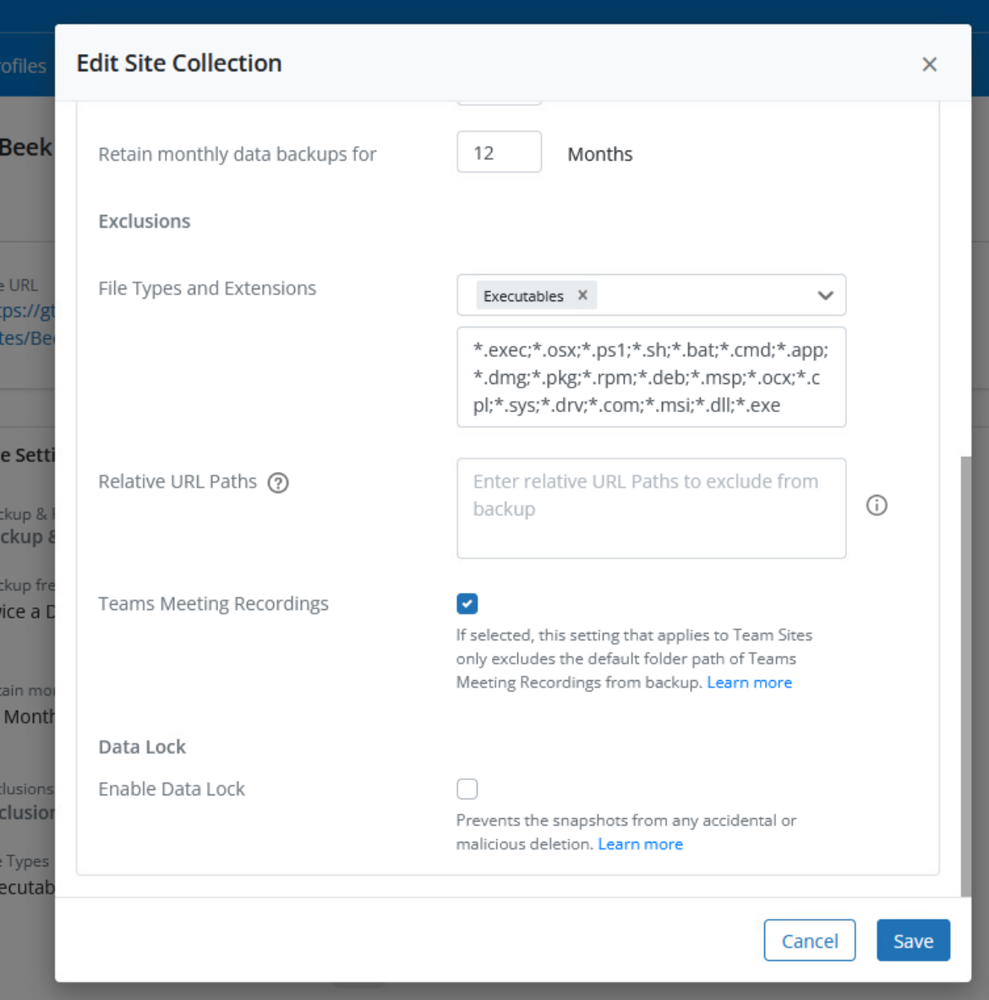 ofiles
Edit Site Collection
Beek
Retain monthly data backups for 12 Months
Exclusions
e URL
File Types and Extensions Executables
tps://gt
tes/Be
*.exec;*.osx;*.ps1;*.sh;*.bat;*.cmd;*.app;
*.dmg;*.pkg;*.rpm;*.deb;*.msp;*.ocx;*.c
pl;*.sys;*.drv;*.com;*.msi;*.dll;*.exe
e Setti
Relative URL Paths ? Enter relative URL Paths to exclude from
backup
ckup &
ckup &
ckup fre
vice a D
Teams Meeting Recordings
If selected, this setting that applies to Team Sites
only excludes the default folder path of Teams
Meeting Recordings from backup. Learn more
tain mo
Month
Data Lock
Enable Data Lock
clusions
clusion
Prevents the snapshots from any accidental or
malicious deletion. Learn more
e Types
ecutab
Cancel Save